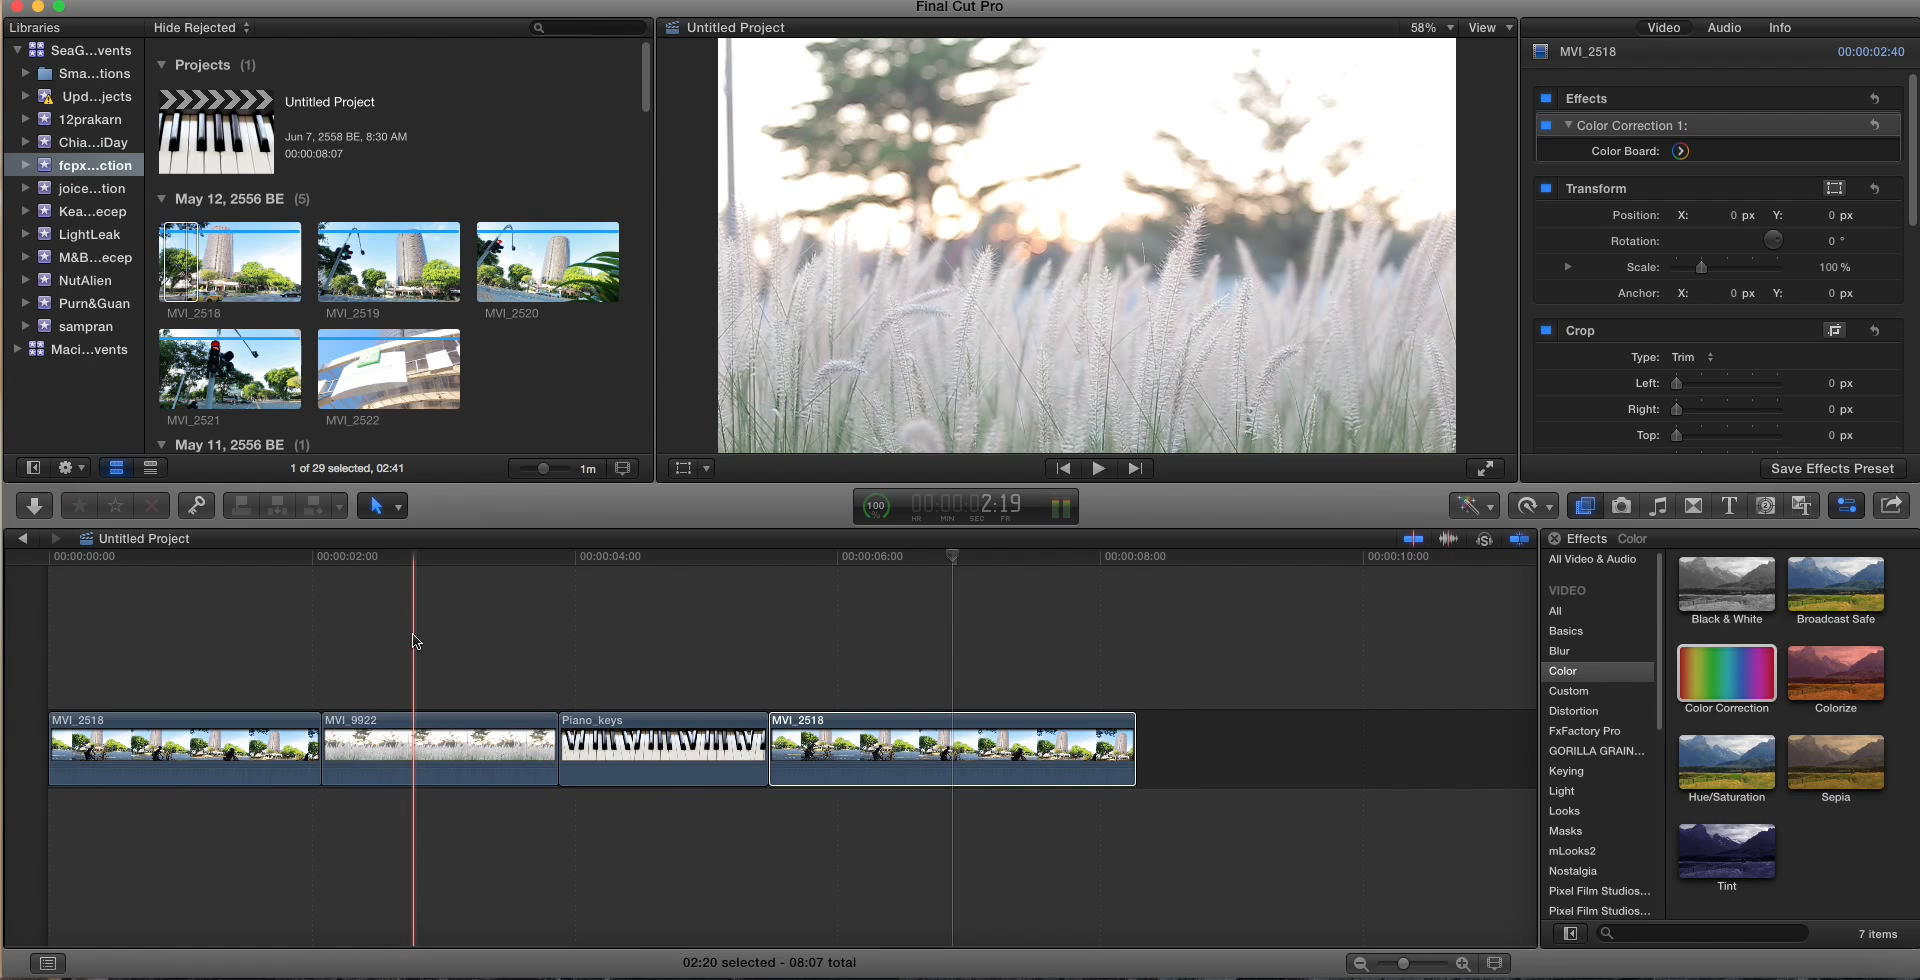 Final Cut Pro
Libraries
Hide Rejected
SeaG...vents
Sma...tions
Upd...jects
12prakarn
Chia...iDay
fcpx...ction
joice...tion
Kea...ecep
LightLeak
M&B...ecep
NutAlien
Purn&Guan
sampran
Maci...vents
Projects (1)
Untitled Project
Jun 7, 2558 BE, 8:30 AM
00:00:08:07
May 12, 2556 BE (5)
MVI_2518
MVI_2519
MVI_2520
MVI_2521
MVI_2522
May 11, 2556 BE (1)
1 of 29 selected, 02:41
1m
Untitled Project
58%
View
Video
Audio
Info
MVI_2518
00:00:02:40
Effects
Color Correction 1:
Color Board:
Transform
Position: X: 0 px Y: 0 px
Rotation: 0 °
Scale: 100 %
Anchor: X: 0 px Y: 0 px
Crop
Type: Trim
Left: 0 px
Right: 0 px
Top: 0 px
Save Effects Preset
100 %
00:00:02:19
HR MIN SEC FR
Untitled Project
00:00:00:00
00:00:02:00
00:00:04:00
00:00:06:00
00:00:08:00
00:00:10:00
MVI_2518
MVI_9922
Piano_keys
MVI_2518
02:20 selected - 08:07 total
Effects
Color
All Video & Audio
VIDEO
All
Basics
Blur
Color
Custom
Distortion
FxFactory Pro
GORILLA GRAIN...
Keying
Light
Looks
Masks
mLooks2
Nostalgia
Pixel Film Studios...
Pixel Film Studios...
Black & White
Broadcast Safe
Color Correction
Colorize
Hue/Saturation
Sepia
Tint
7 items